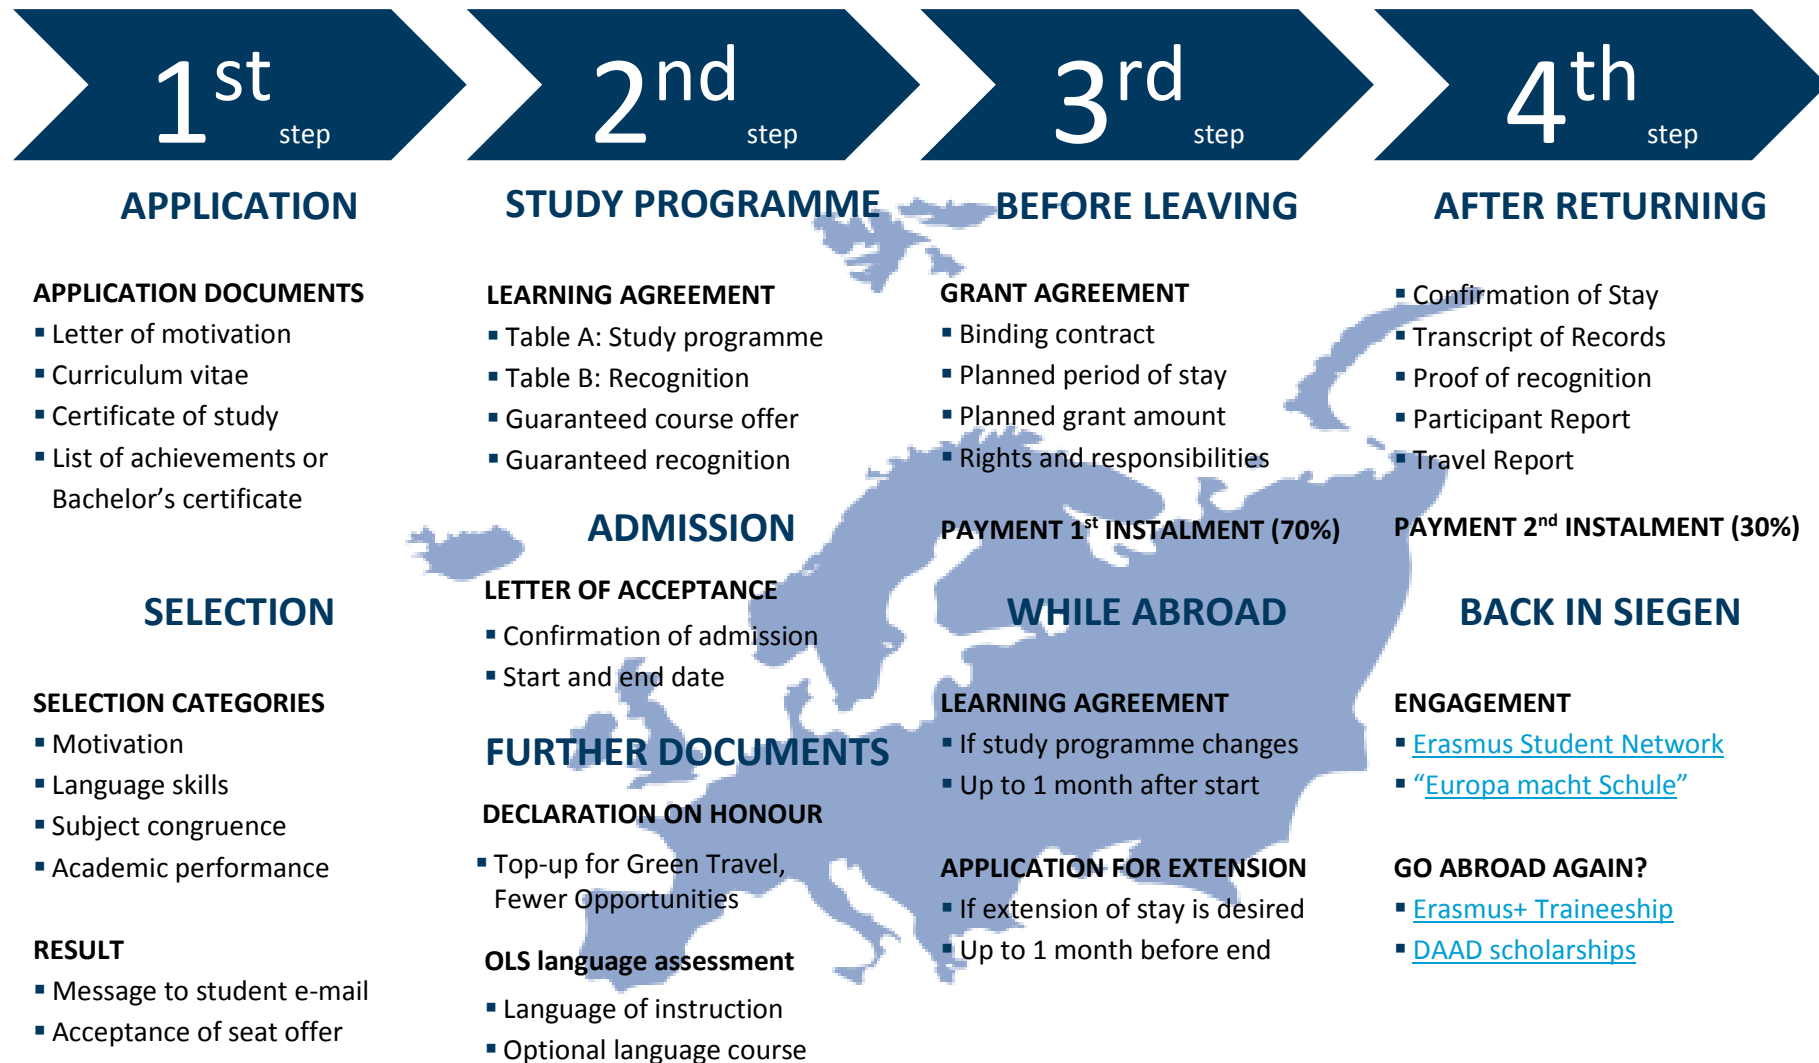 1st step
APPLICATION
APPLICATION DOCUMENTS
▪ Letter of motivation
▪ Curriculum vitae
▪ Certificate of study
▪ List of achievements or
Bachelor’s certificate
SELECTION
SELECTION CATEGORIES
▪ Motivation
▪ Language skills
▪ Subject congruence
▪ Academic performance
RESULT
▪ Message to student e-mail
▪ Acceptance of seat offer
2nd step
STUDY PROGRAMME
LEARNING AGREEMENT
▪ Table A: Study programme
▪ Table B: Recognition
▪ Guaranteed course offer
▪ Guaranteed recognition
ADMISSION
LETTER OF ACCEPTANCE
▪ Confirmation of admission
▪ Start and end date
FURTHER DOCUMENTS
DECLARATION ON HONOUR
▪ Top-up for Green Travel,
Fewer Opportunities
OLS language assessment
▪ Language of instruction
▪ Optional language course
3rd step
BEFORE LEAVING
GRANT AGREEMENT
▪ Binding contract
▪ Planned period of stay
▪ Planned grant amount
▪ Rights and responsibilities
PAYMENT 1st INSTALMENT (70%)
WHILE ABROAD
LEARNING AGREEMENT
▪ If study programme changes
▪ Up to 1 month after start
APPLICATION FOR EXTENSION
▪ If extension of stay is desired
▪ Up to 1 month before end
4th step
AFTER RETURNING
▪ Confirmation of Stay
▪ Transcript of Records
▪ Proof of recognition
▪ Participant Report
▪ Travel Report
PAYMENT 2nd INSTALMENT (30%)
BACK IN SIEGEN
ENGAGEMENT
▪ Erasmus Student Network
▪ “Europa macht Schule”
GO ABROAD AGAIN?
▪ Erasmus+ Traineeship
▪ DAAD scholarships